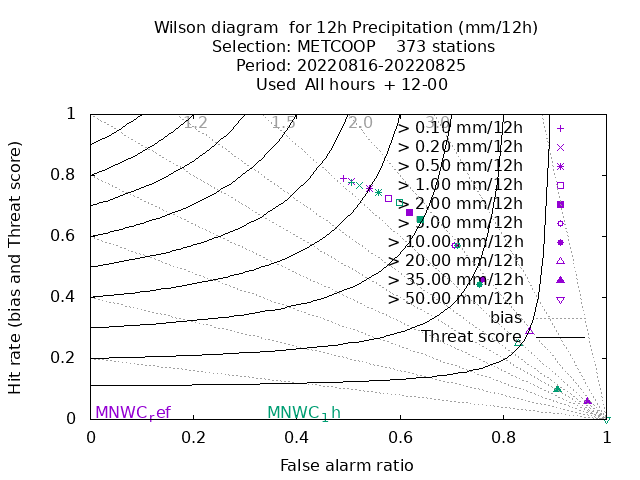 Wilson diagram  for 12h Precipitation (mm/12h)
Selection: METCOOP    373 stations
Period: 20220816-20220825
Used  All hours  + 12-00
Hit rate (bias and Threat score)
1
0.8
0.6
0.4
0.2
0
1.2 1.5 2.0 3.0
> 0.10 mm/12h
> 0.20 mm/12h
> 0.50 mm/12h
> 1.00 mm/12h
> 2.00 mm/12h
> 5.00 mm/12h
> 10.00 mm/12h
> 20.00 mm/12h
> 35.00 mm/12h
> 50.00 mm/12h
bias
Threat score
MNWCref MNWC1h
0 0.2 0.4 0.6 0.8 1
False alarm ratio